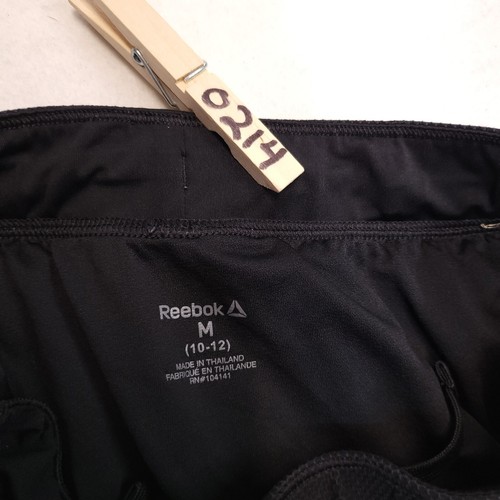 0214
Reebok
M
(10-12)
MADE IN THAILAND
FABRIQUÉ EN THAILANDE
RN#104141